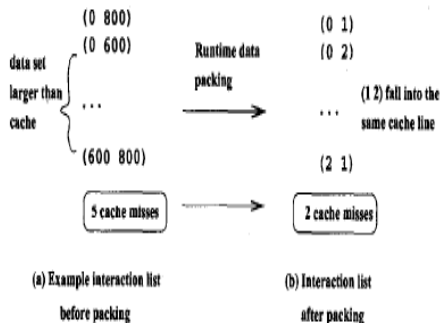 (0 800)
(0 600)
data set
larger than
cache
...
(600 800)
5 cache misses
Runtime data
packing
(0 1)
(0 2)
...
(1 2) fall into the
same cache line
(2 1)
2 cache misses
(a) Example interaction list
before packing
(b) Interaction list
after packing